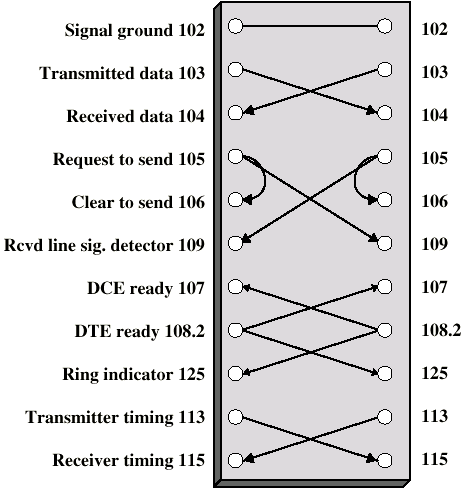 Signal ground 102 102
Transmitted data 103 103
Received data 104 104
Request to send 105 105
Clear to send 106 106
Rcvd line sig. detector 109 109
DCE ready 107 107
DTE ready 108.2 108.2
Ring indicator 125 125
Transmitter timing 113 113
Receiver timing 115 115